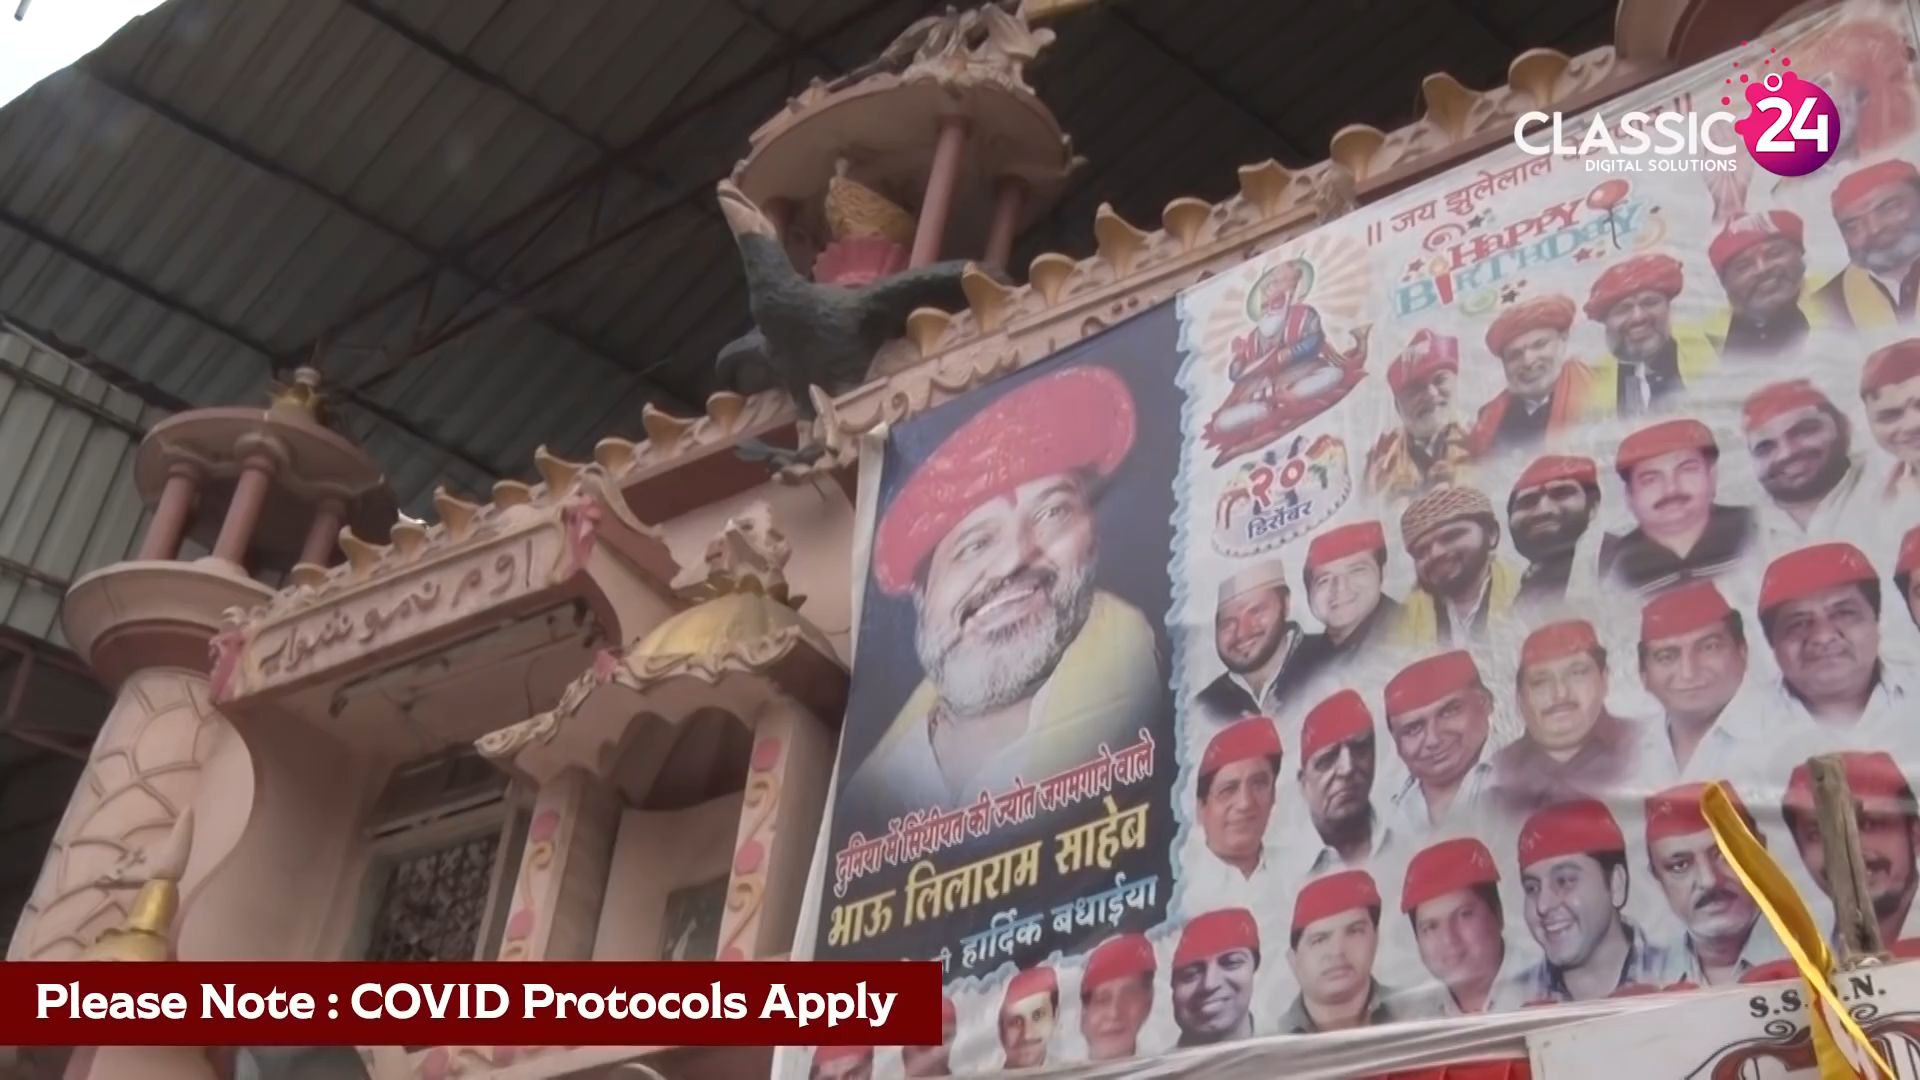 CLASSIC 24
DIGITAL SOLUTIONS
|| जय झुलेलाल
HAPPY
BIRTHDAY
२०
डिसेंबर
दुनिया में सिंधीयत की ज्योत जगमगाने वाले
भाऊ लिलाराम साहेब
हार्दिक बधाईया
Please Note : COVID Protocols Apply